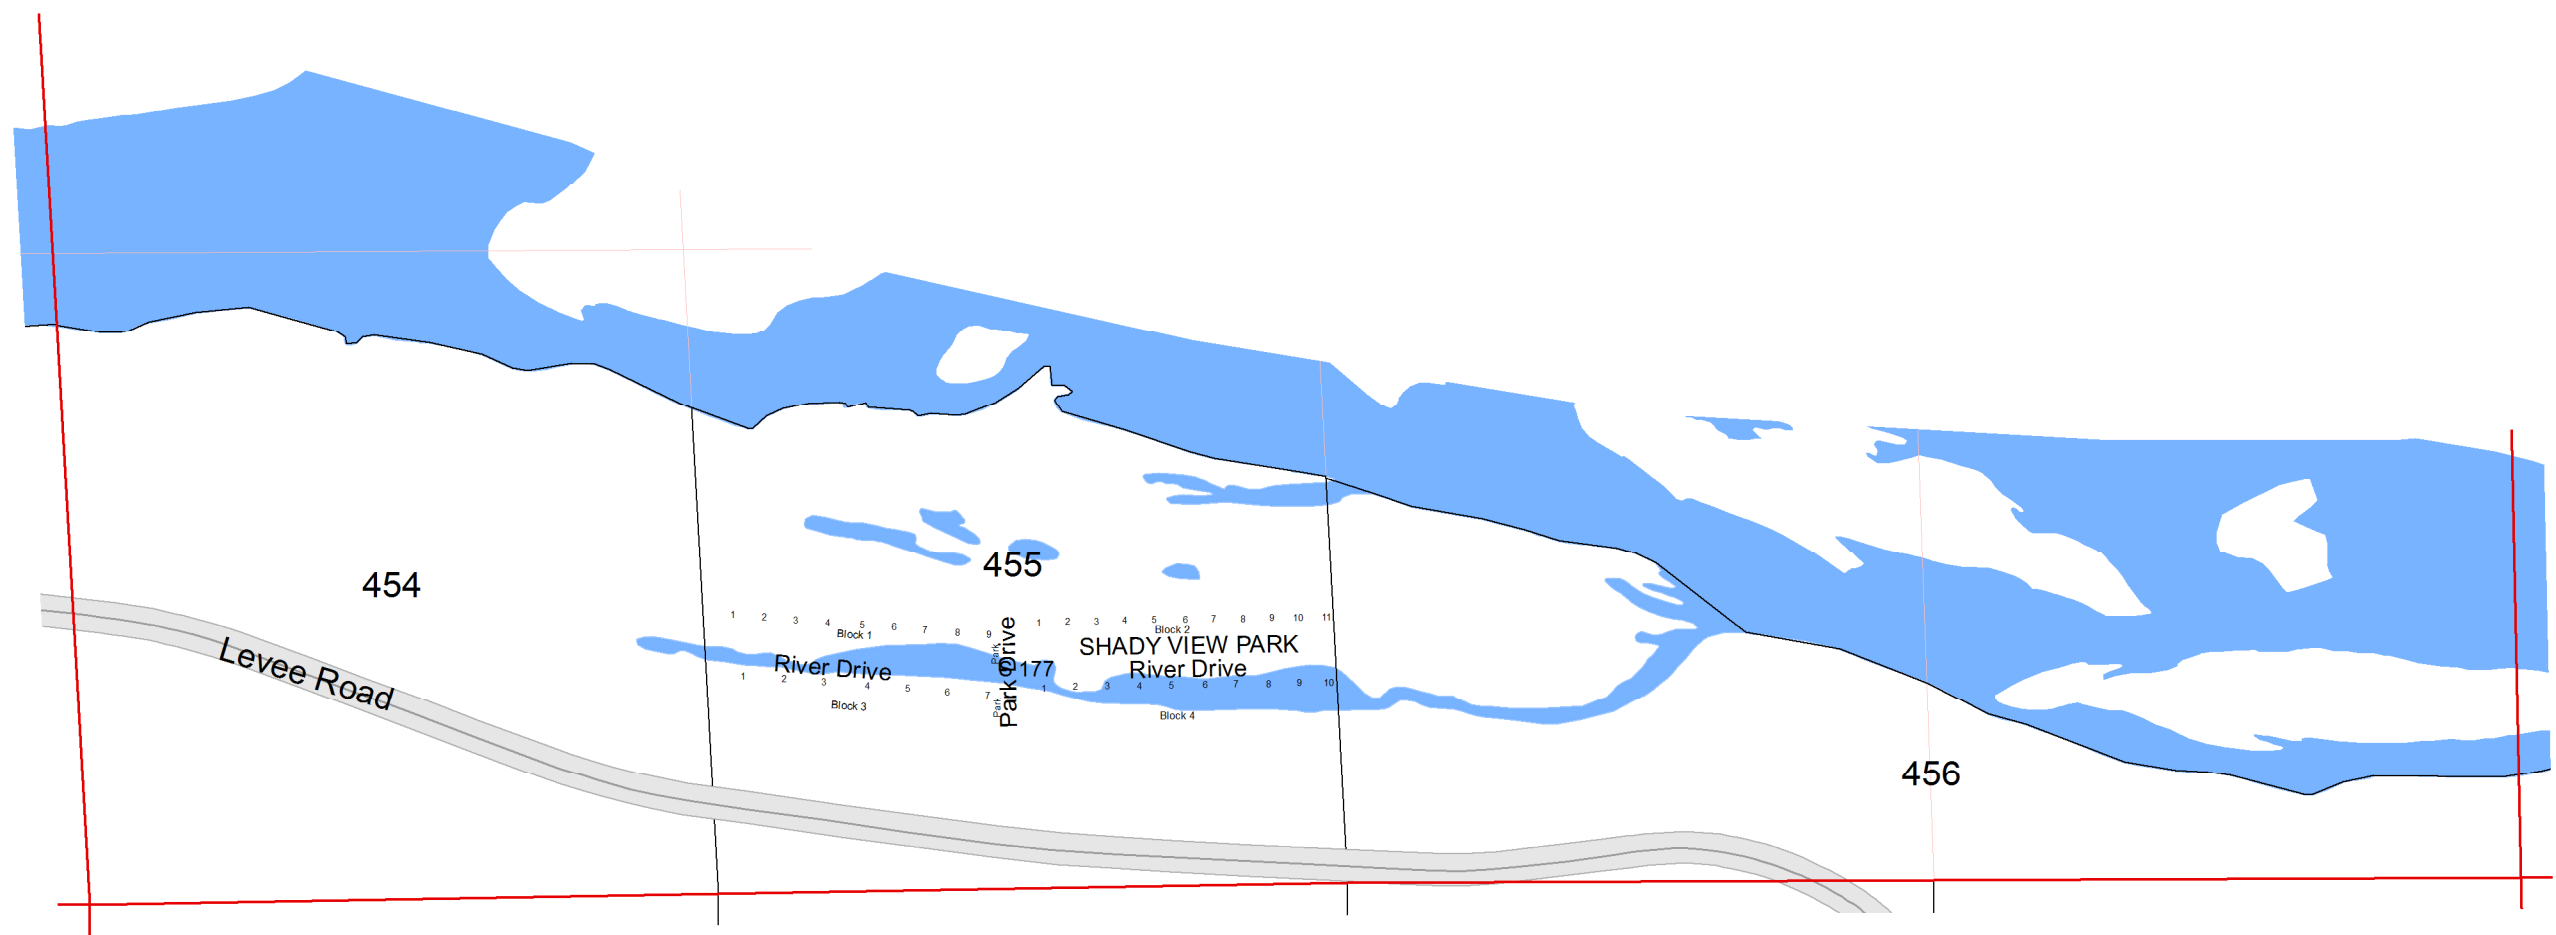 455
454
1 2 3 4 5 6 7 8 9
Block 1
1 2 3 4 5 6 7 8 9 10 11
Block 2
SHADY VIEW PARK
River Drive
River Drive
Park Drive
Park
Park
177
1 2 3 4 5 6 7
Block 3
1 2 3 4 5 6 7 8 9 10
Block 4
Levee Road
456